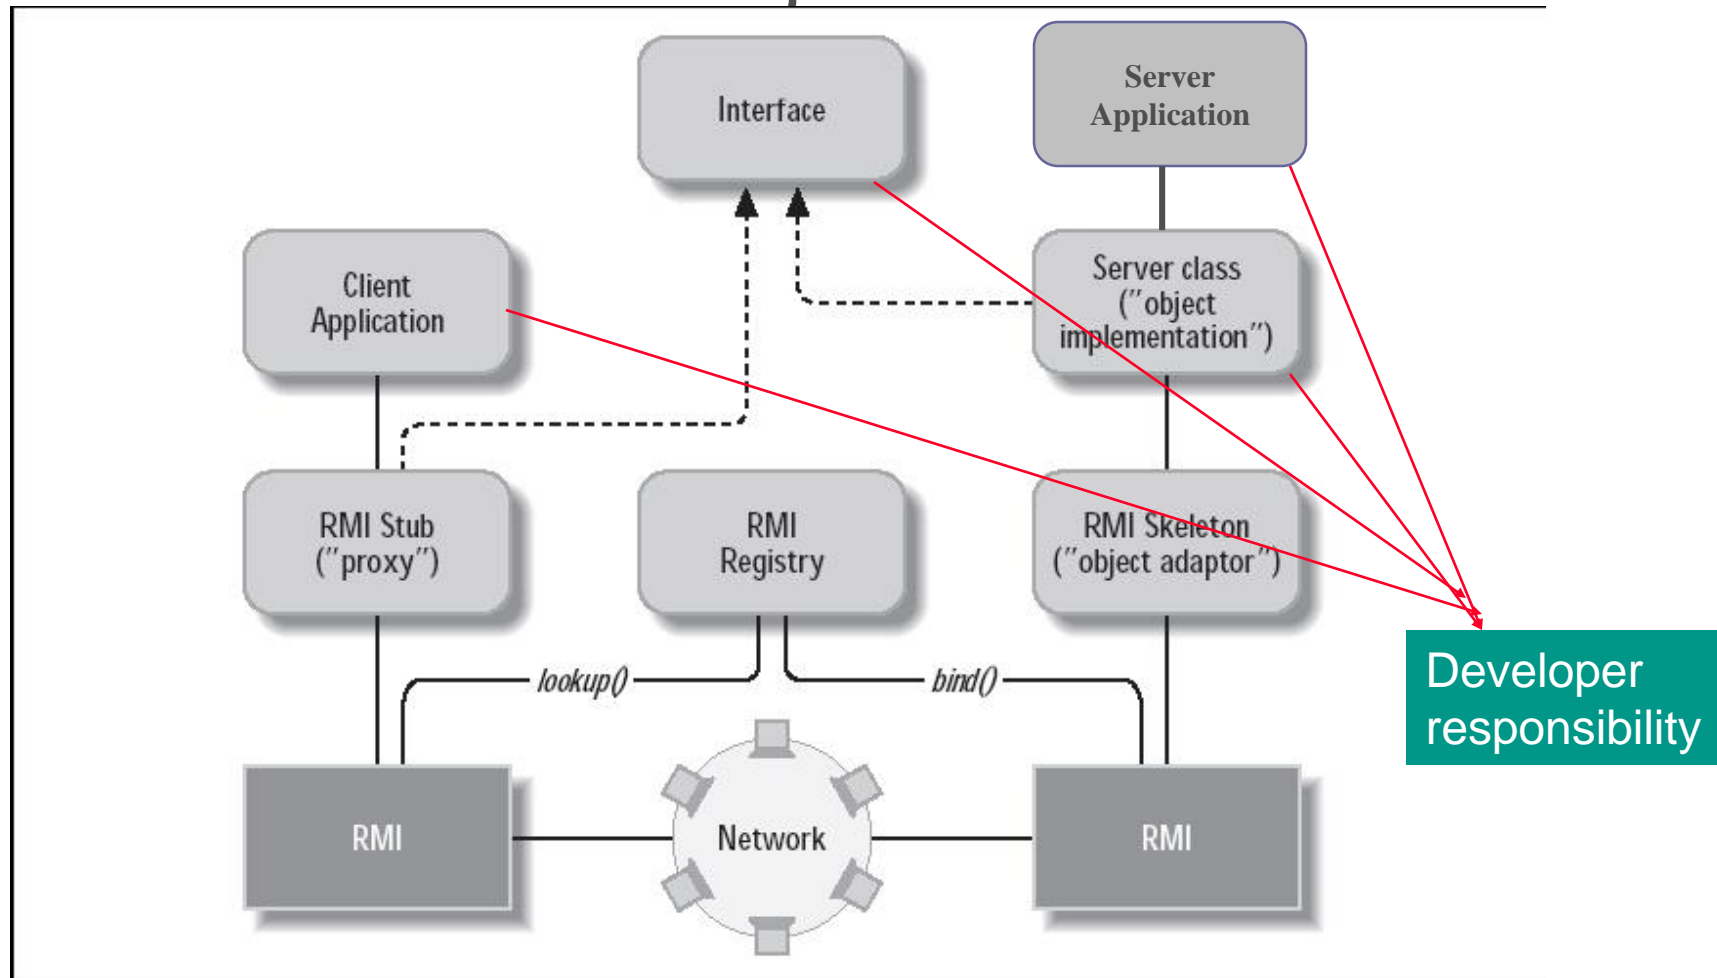 Interface
Server
Application
Client
Application
Server class
("object
implementation")
RMI Stub
("proxy")
RMI
Registry
RMI Skeleton
("object adaptor")
lookup()
bind()
Developer
responsibility
RMI
Network
RMI